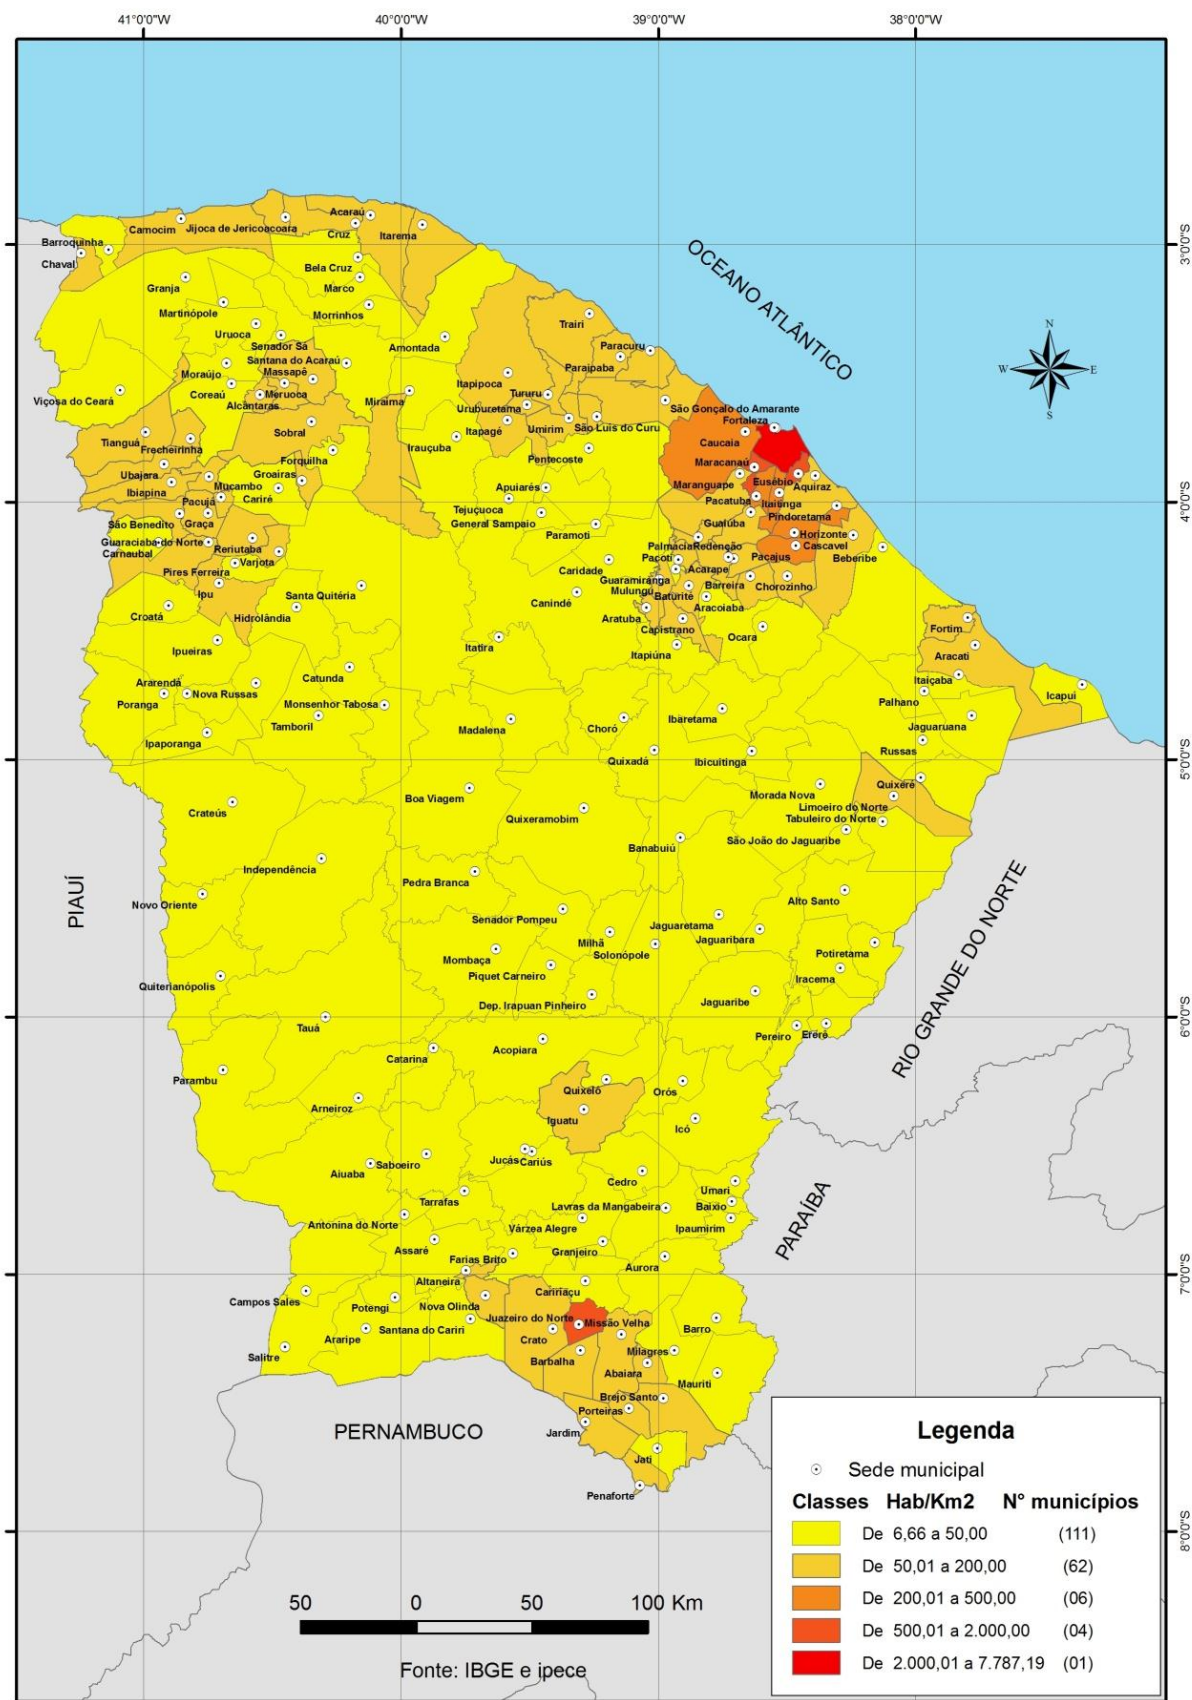 41°0'0"W
40°0'0"W
39°0'0"W
38°0'0"W
3°0'0"S
4°0'0"S
5°0'0"S
6°0'0"S
7°0'0"S
8°0'0"S
OCEANO ATLÂNTICO
N
W
E
S
PIAUÍ
RIO GRANDE DO NORTE
PARAÍBA
PERNAMBUCO
Acaraú
Camocim
Jijoca de Jericoacoara
Cruz
Itarema
Barroquinha
Chaval
Bela Cruz
Granja
Marco
Martinópole
Morrinhos
Uruoca
Senador Sá
Amontada
Trairi
Paracuru
Paraipaba
Santana do Acaraú
Moraújo
Massapê
Itapipoca
Viçosa do Ceará
Coreaú
Meruoca
Alcântaras
Miraíma
Tururu
Uruburetama
São Gonçalo do Amarante
Fortaleza
Tianguá
Frecheirinha
Sobral
Irauçuba
Itapagé
Umirim
São Luis do Curu
Caucaia
Forquilha
Pentecoste
Maracanaú
Ubajara
Ibiapina
Mucambo
Groairas
Cariré
Pacujá
Apuiarés
Maranguape
Eusébio
Aquiraz
Tejuçuoca
Pacatuba
Itaitinga
São Benedito
Graça
General Sampaio
Paramoti
Guaiúba
Pindoretama
Guaraciaba do Norte
Carnaubal
Reriutaba
Varjota
Palmácia
Redenção
Horizonte
Cascavel
Pacoti
Pacajus
Beberibe
Pires Ferreira
Caridade
Guaramiranga
Acarape
Ipu
Santa Quitéria
Mulungú
Baturité
Barreira
Chorozinho
Croatá
Hidrolândia
Canindé
Aratuba
Aracoiaba
Capistrano
Ocara
Fortim
Ipueiras
Itatira
Itapiúna
Aracati
Ararendá
Catunda
Itaiçaba
Icapui
Poranga
Nova Russas
Monsenhor Tabosa
Palhano
Tamboril
Madalena
Choró
Ibaretama
Jaguaruana
Ipaporanga
Quixadá
Ibicuitinga
Russas
Quixeré
Crateús
Boa Viagem
Quixeramobim
Morada Nova
Limoeiro do Norte
Tabuleiro do Norte
Banabuiú
São João do Jaguaribe
Independência
Pedra Branca
Novo Oriente
Senador Pompeu
Alto Santo
Jaguaretama
Milhã
Jaguaribara
Solonópole
Potiretama
Mombaça
Piquet Carneiro
Iracema
Quiterianópolis
Dep. Irapuan Pinheiro
Jaguaribe
Tauá
Pereiro
Ereré
Acopiara
Catarina
Parambu
Quixelô
Orós
Arneiroz
Iguatu
Icó
Jucás
Cariús
Aiuaba
Saboeiro
Cedro
Umari
Tarrafas
Lavras da Mangabeira
Baixio
Antonina do Norte
Várzea Alegre
Ipaumirim
Assaré
Farias Brito
Granjeiro
Aurora
Altaneira
Caririaçu
Campos Sales
Potengi
Nova Olinda
Juazeiro do Norte
Missão Velha
Barro
Araripe
Santana do Cariri
Crato
Salitre
Barbalha
Milagres
Abaiara
Mauriti
Brejo Santo
Porteiras
Jardim
Jati
Penaforte
Legenda
Sede municipal
Classes Hab/Km2 N° municípios
De 6,66 a 50,00 (111)
De 50,01 a 200,00 (62)
De 200,01 a 500,00 (06)
De 500,01 a 2.000,00 (04)
De 2.000,01 a 7.787,19 (01)
50 0 50 100 Km
Fonte: IBGE e ipece